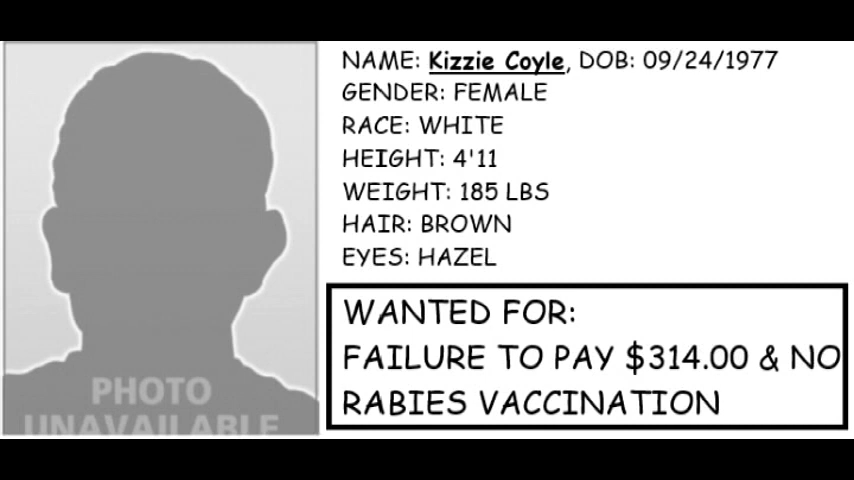 NAME: Kizzie Coyle, DOB: 09/24/1977
GENDER: FEMALE
RACE: WHITE
HEIGHT: 4'11
WEIGHT: 185 LBS
HAIR: BROWN
EYES: HAZEL
WANTED FOR:
FAILURE TO PAY $314.00 & NO
RABIES VACCINATION
PHOTO
UNAVAILABLE